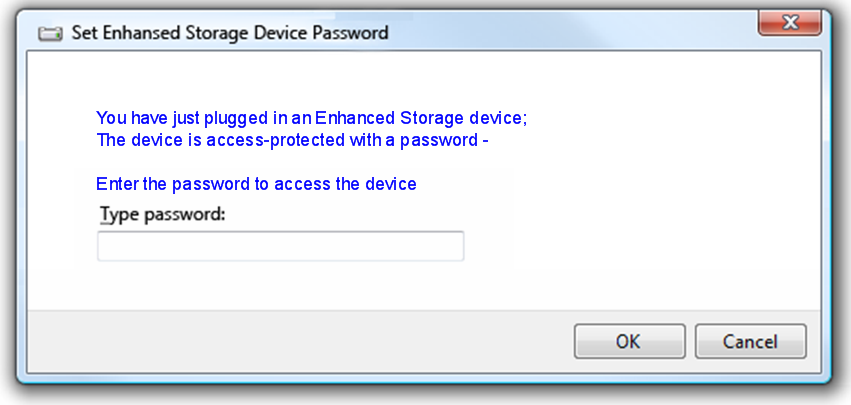 Set Enhansed Storage Device Password
You have just plugged in an Enhanced Storage device;
The device is access-protected with a password -
Enter the password to access the device
Type password:
OK
Cancel